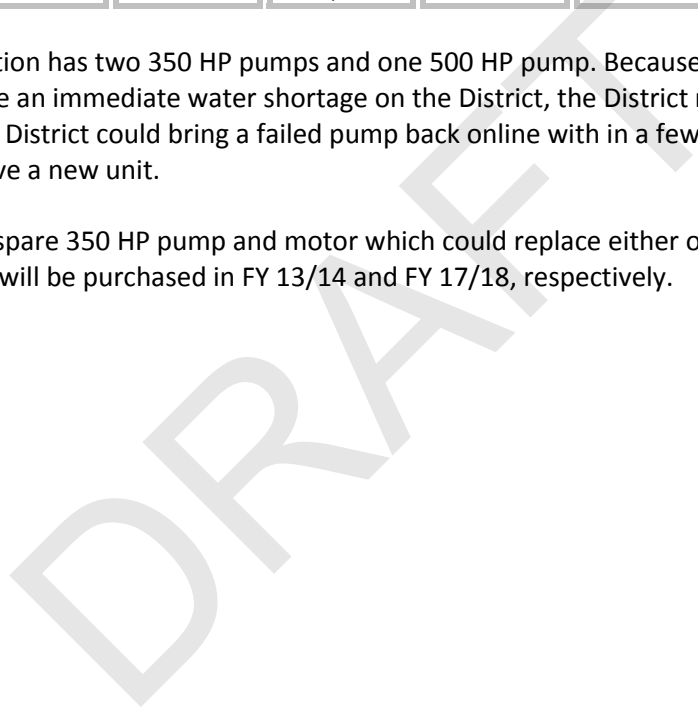 tion has two 350 HP pumps and one 500 HP pump. Because
e an immediate water shortage on the District, the District
District could bring a failed pump back online with in a few
ve a new unit.
spare 350 HP pump and motor which could replace either o
will be purchased in FY 13/14 and FY 17/18, respectively.
DRAFT